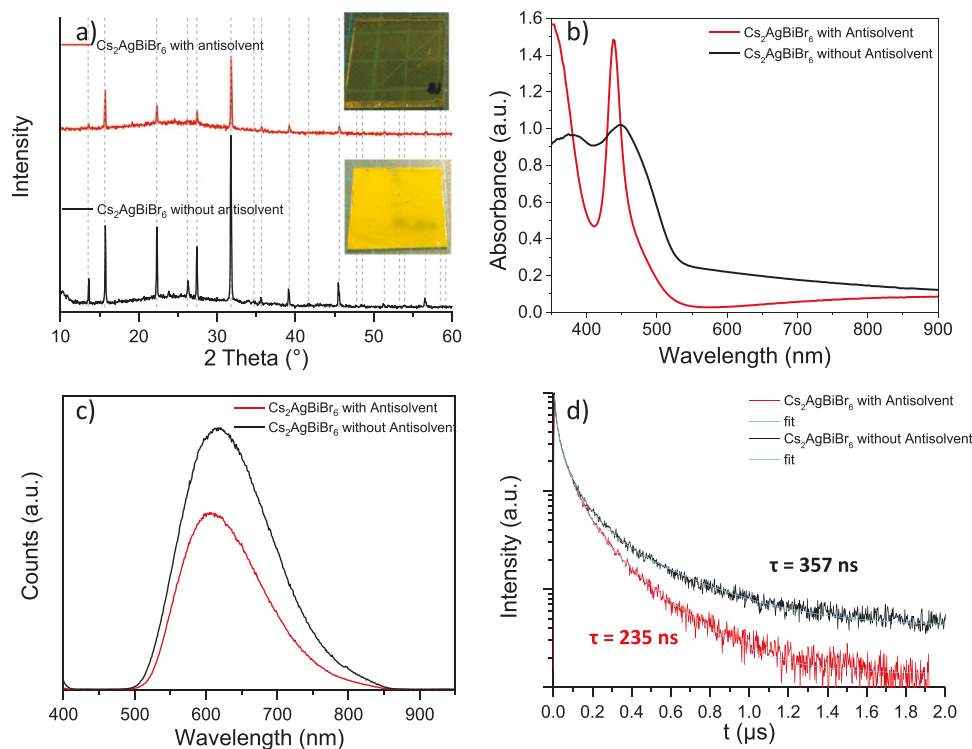 a)
Cs₂AgBiBr₆ with antisolvent
Cs₂AgBiBr₆ without antisolvent
Intensity
10 20 30 40 50 60
2 Theta (°)
b)
Cs₂AgBiBr₆ with Antisolvent
Cs₂AgBiBr₆ without Antisolvent
Absorbance (a.u.)
1.6
1.4
1.2
1.0
0.8
0.6
0.4
0.2
0.0
400 500 600 700 800 900
Wavelength (nm)
c)
Cs₂AgBiBr₆ with Antisolvent
Cs₂AgBiBr₆ without Antisolvent
Counts (a.u.)
400 500 600 700 800 900
Wavelength (nm)
d)
Cs₂AgBiBr₆ with Antisolvent
fit
Cs₂AgBiBr₆ without Antisolvent
fit
Intensity (a.u.)
τ = 357 ns
τ = 235 ns
0.0 0.2 0.4 0.6 0.8 1.0 1.2 1.4 1.6 1.8 2.0
t (µs)